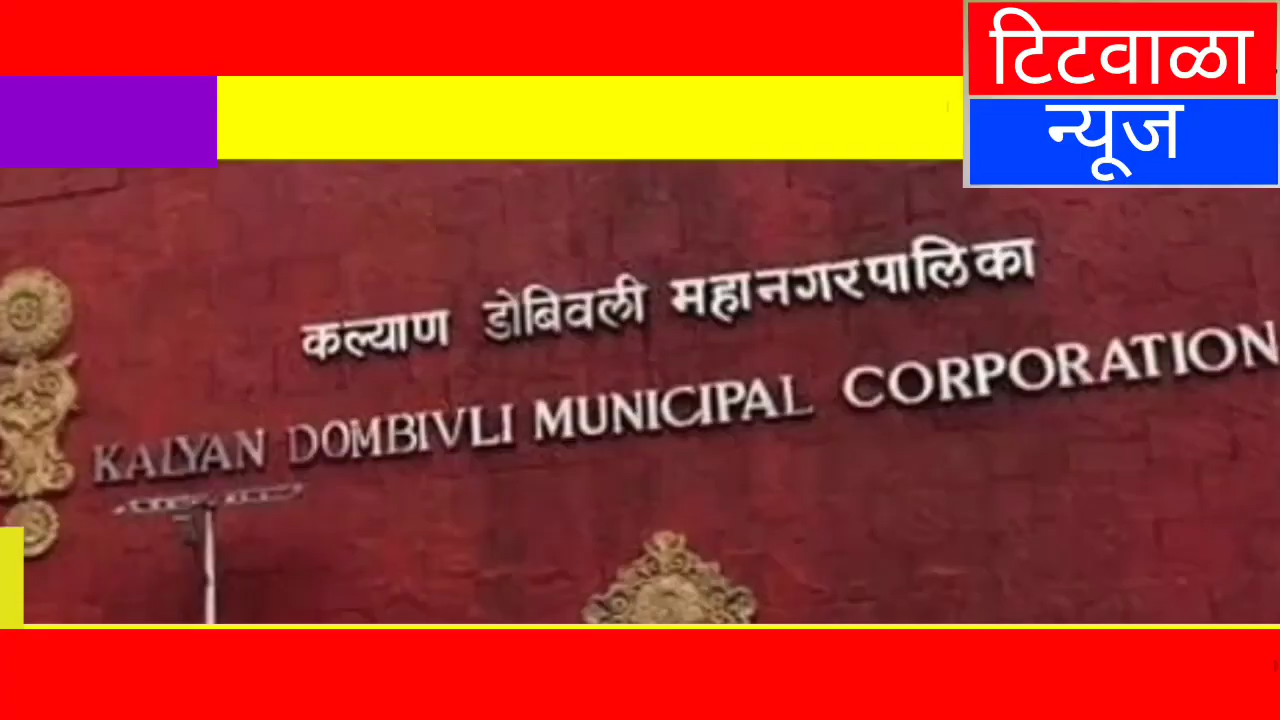 टिटवाळा
न्यूज
कल्याण डोंबिवली महानगरपालिका
KALYAN DOMBIVLI MUNICIPAL CORPORATION